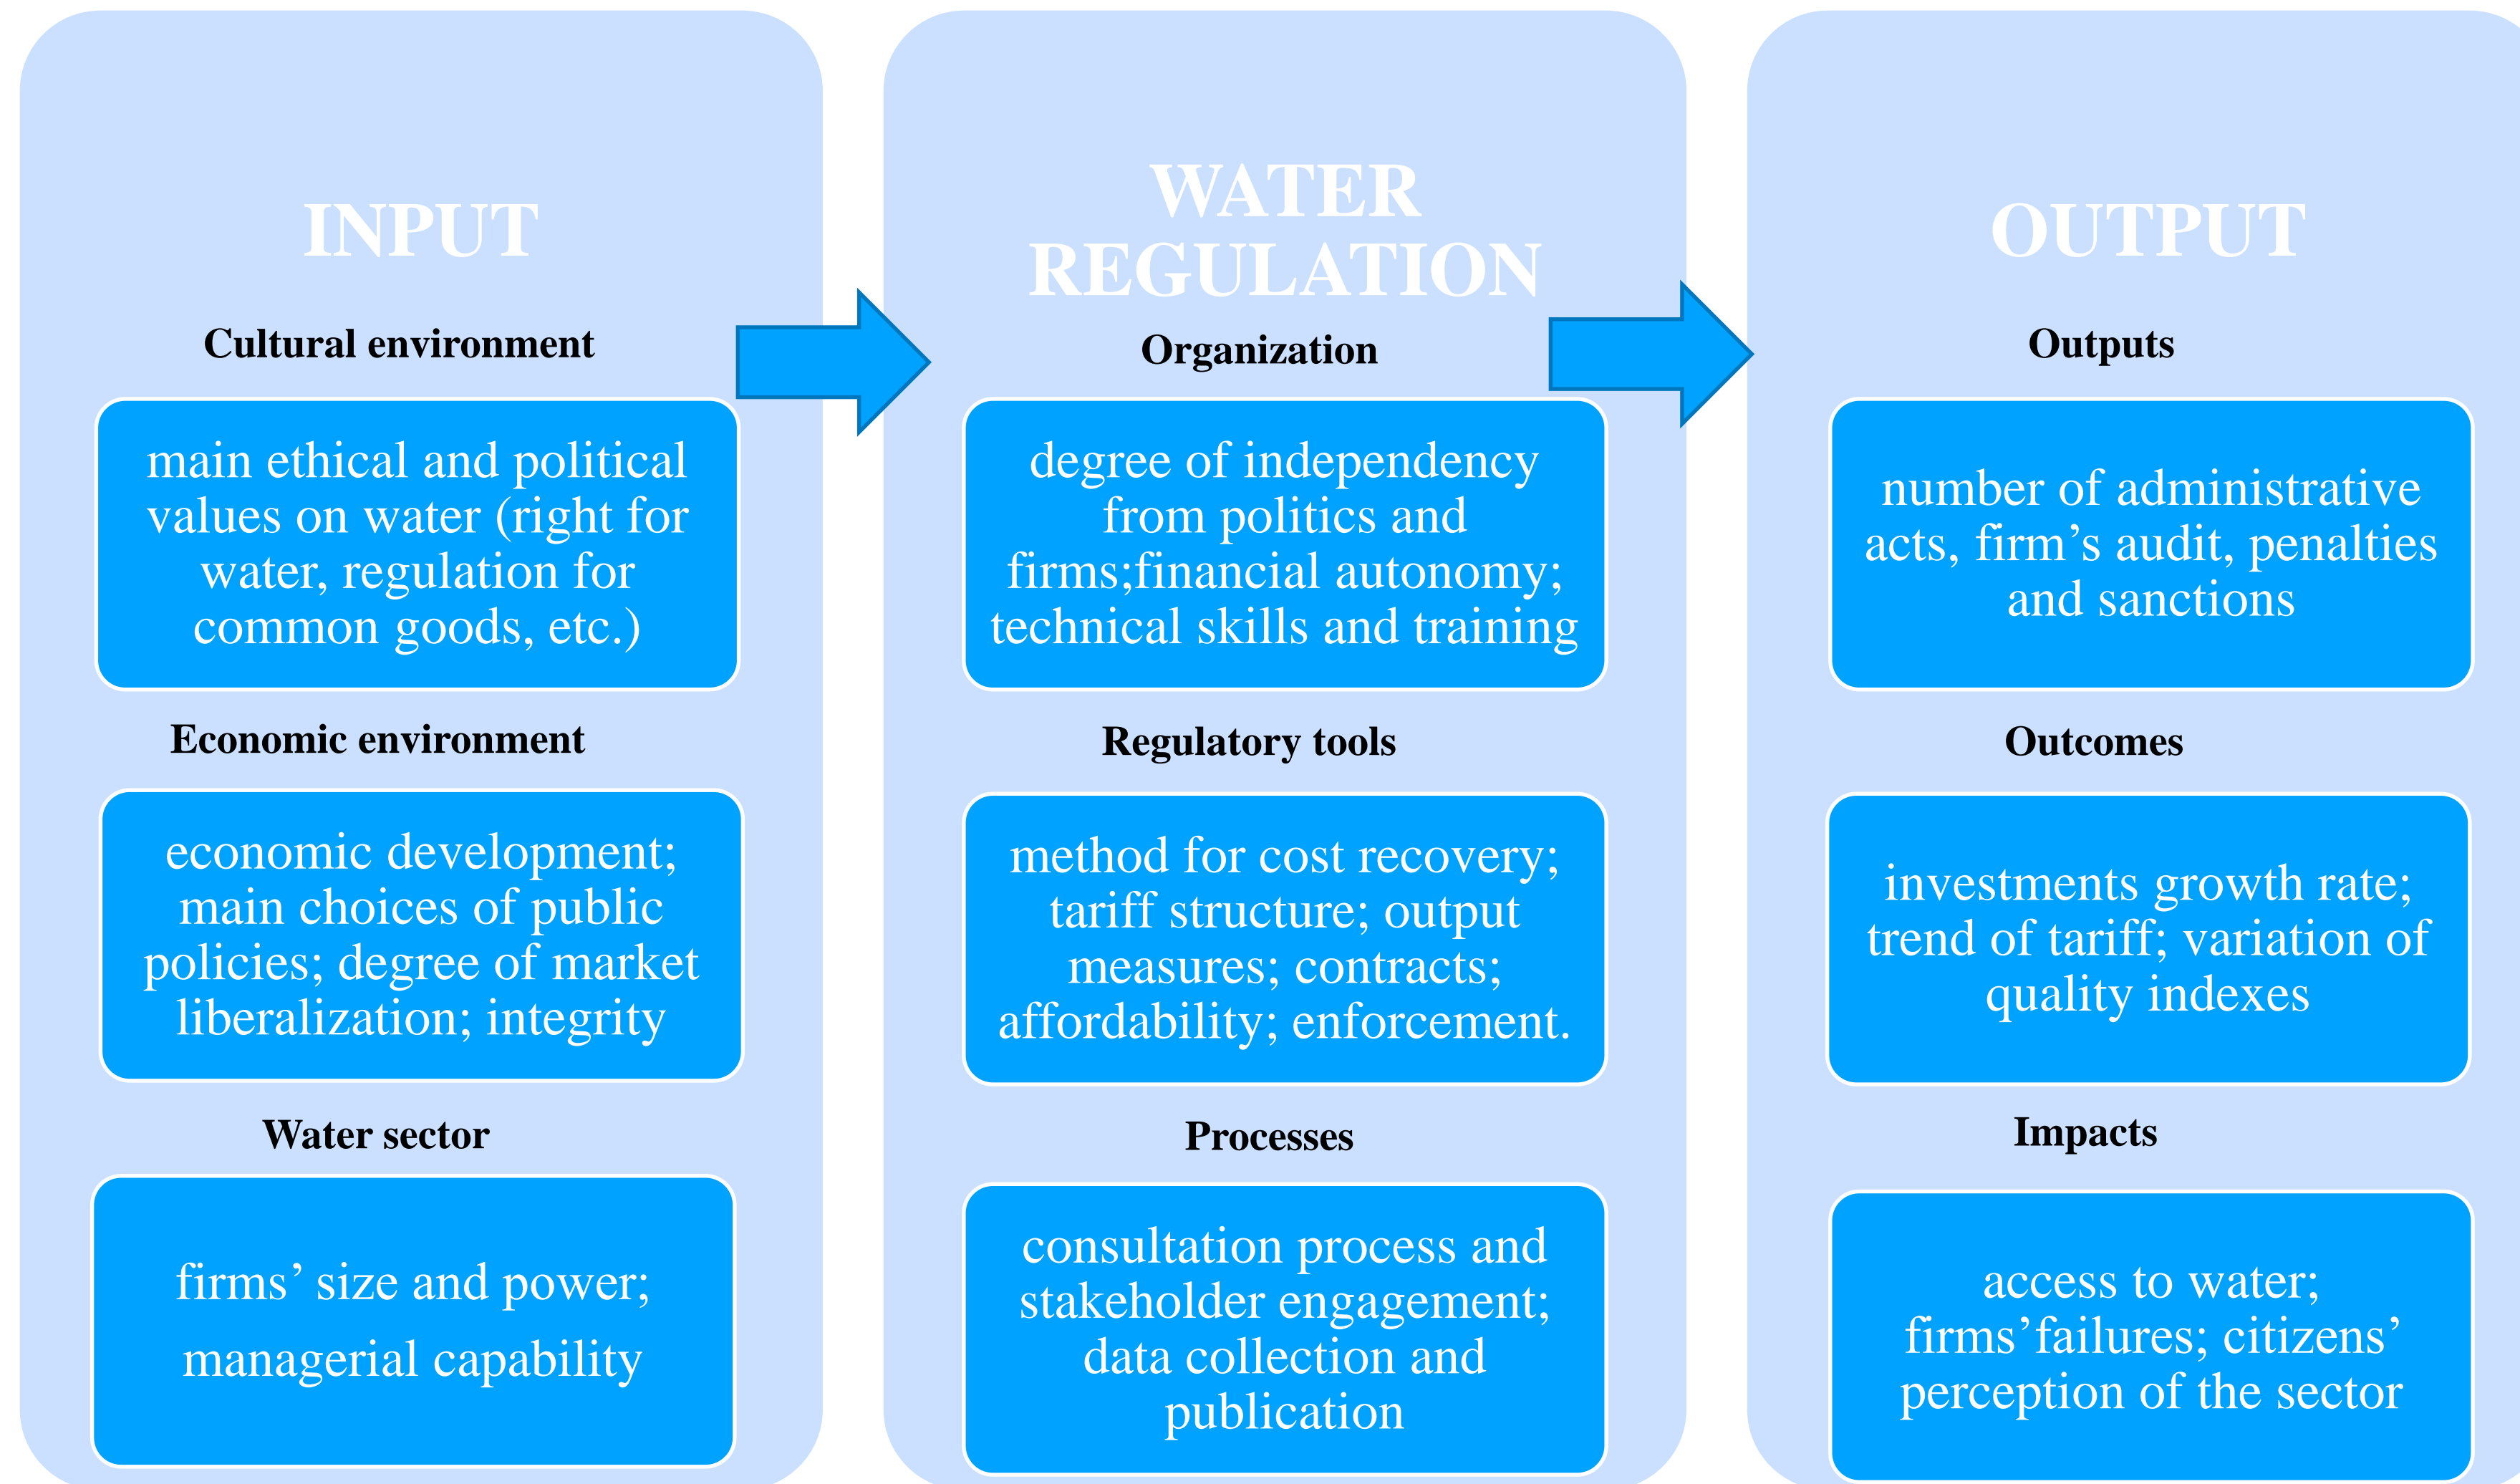 INPUT
Cultural environment
main ethical and political
values on water (right for
water, regulation for
common goods, etc.)
Economic environment
economic development;
main choices of public
policies; degree of market
liberalization; integrity
Water sector
firms’ size and power;
managerial capability
WATER
REGULATION
Organization
degree of independency
from politics and
firms;financial autonomy;
technical skills and training
Regulatory tools
method for cost recovery;
tariff structure; output
measures; contracts;
affordability; enforcement.
Processes
consultation process and
stakeholder engagement;
data collection and
publication
OUTPUT
Outputs
number of administrative
acts, firm’s audit, penalties
and sanctions
Outcomes
investments growth rate;
trend of tariff; variation of
quality indexes
Impacts
access to water;
firms’failures; citizens’
perception of the sector